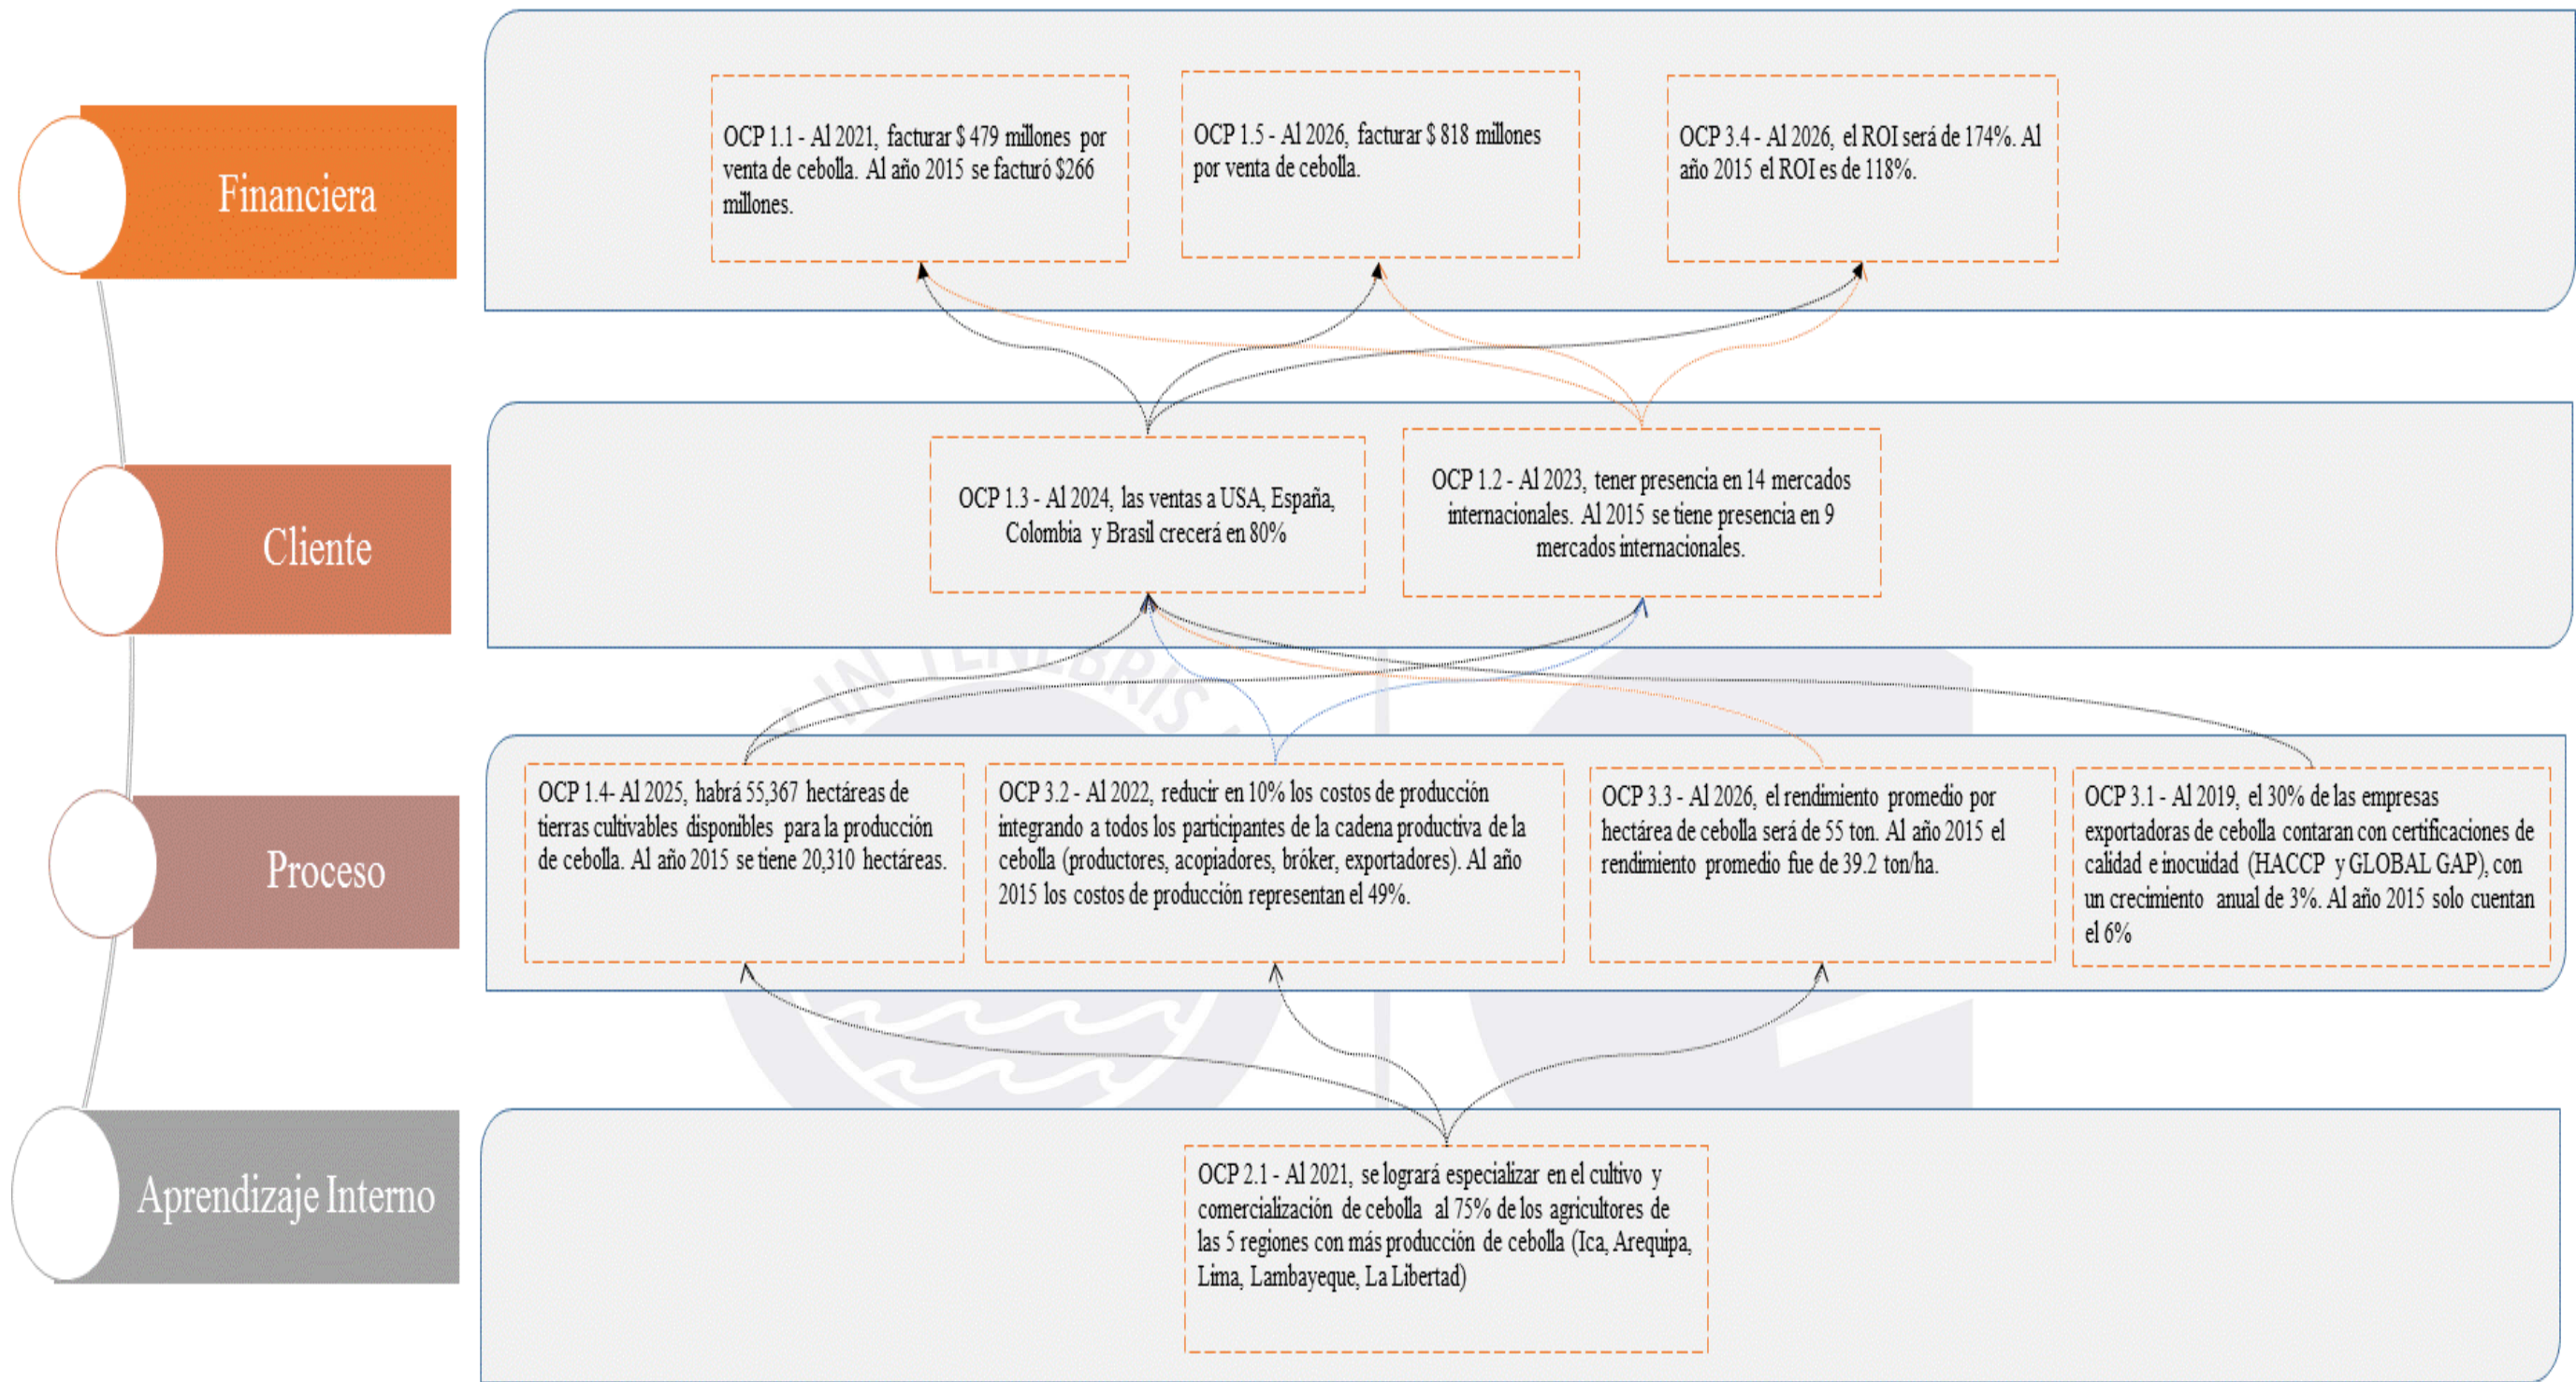 Financiera
OCP 1.1 - Al 2021, facturar $ 479 millones por
venta de cebolla. Al año 2015 se facturó $266
millones.
OCP 1.5 - Al 2026, facturar $ 818 millones
por venta de cebolla.
OCP 3.4 - Al 2026, el ROI será de 174%. Al
año 2015 el ROI es de 118%.
Cliente
OCP 1.3 - Al 2024, las ventas a USA, España,
Colombia y Brasil crecerá en 80%
OCP 1.2 - Al 2023, tener presencia en 14 mercados
internacionales. Al 2015 se tiene presencia en 9
mercados internacionales.
IN TENEBRIS
Proceso
OCP 1.4- Al 2025, habrá 55,367 hectáreas de
tierras cultivables disponibles para la producción
de cebolla. Al año 2015 se tiene 20,310 hectáreas.
OCP 3.2 - Al 2022, reducir en 10% los costos de producción
integrando a todos los participantes de la cadena productiva de la
cebolla (productores, acopiadores, bróker, exportadores). Al año
2015 los costos de producción representan el 49%.
OCP 3.3 - Al 2026, el rendimiento promedio por
hectárea de cebolla será de 55 ton. Al año 2015 el
rendimiento promedio fue de 39.2 ton/ha.
OCP 3.1 - Al 2019, el 30% de las empresas
exportadoras de cebolla contaran con certificaciones de
calidad e inocuidad (HACCP y GLOBAL GAP), con
un crecimiento anual de 3%. Al año 2015 solo cuentan
el 6%
Aprendizaje Interno
OCP 2.1 - Al 2021, se logrará especializar en el cultivo y
comercialización de cebolla al 75% de los agricultores de
las 5 regiones con más producción de cebolla (Ica, Arequipa,
Lima, Lambayeque, La Libertad)